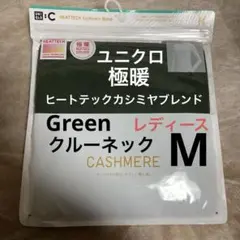 :C
HEATTECH
ユニクロ
極暖
ヒートテックカシミヤブレンド
Green レディース
クルーネック M
CASHMERE